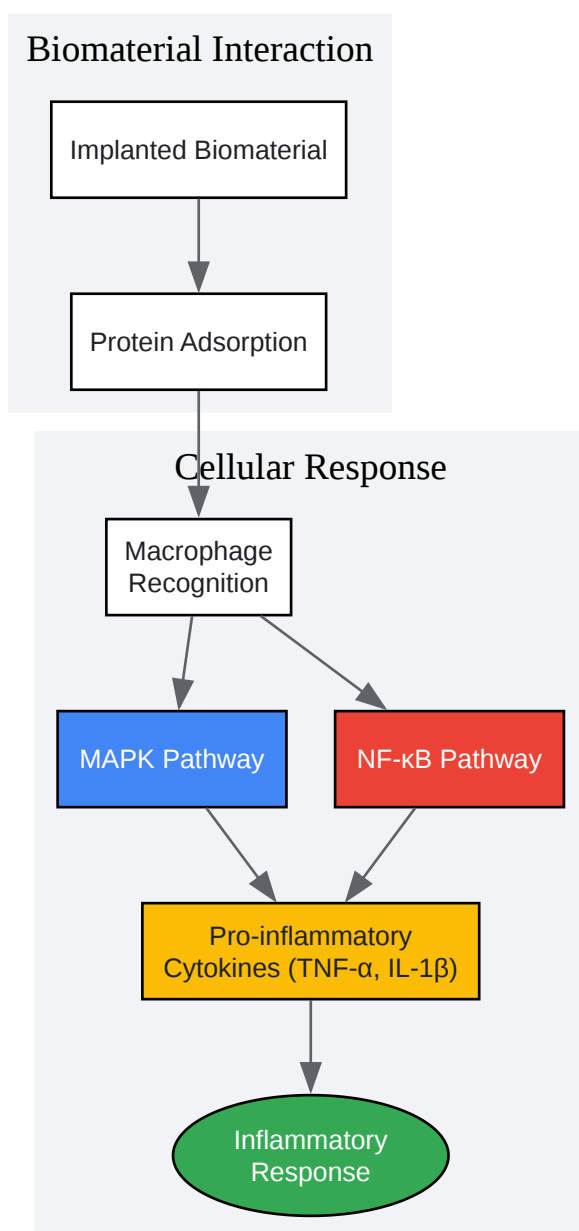 Biomaterial Interaction
Implanted Biomaterial
Protein Adsorption
Cellular Response
Macrophage
Recognition
MAPK Pathway
NF-κB Pathway
Pro-inflammatory
Cytokines (TNF-α, IL-1β)
Inflammatory
Response